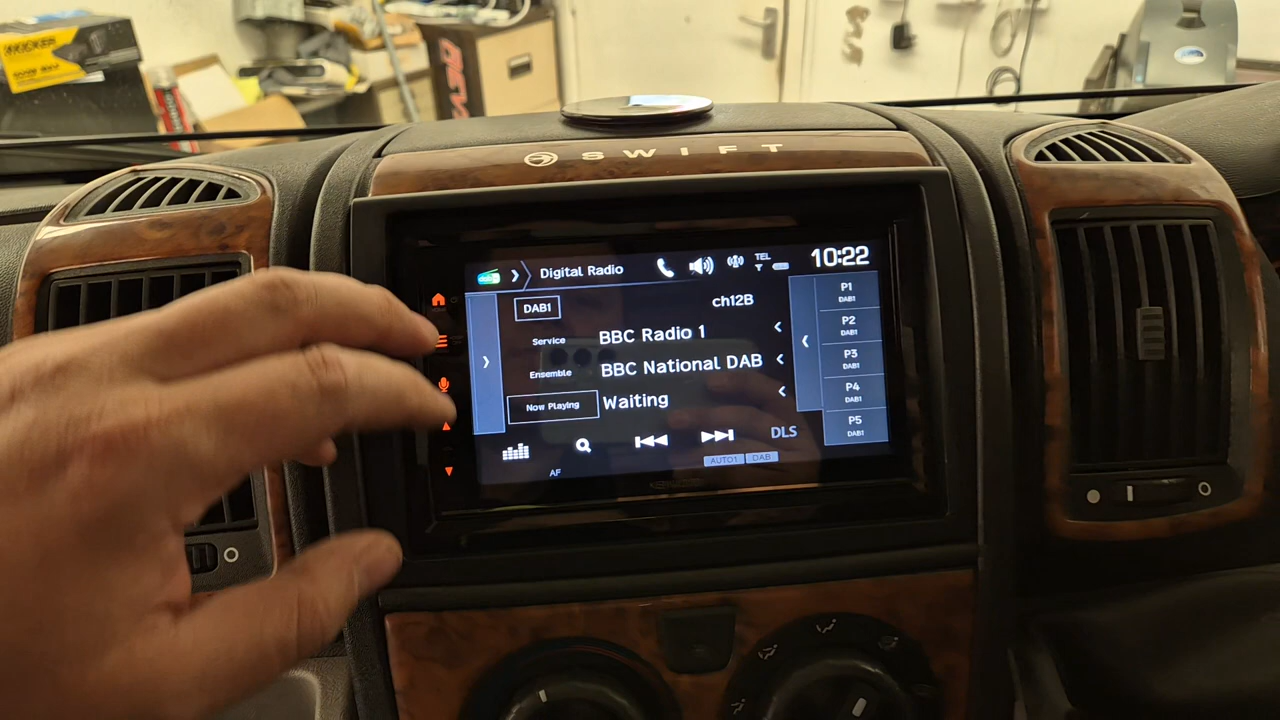 KICKER
SWIFT
Digital Radio
TEL
10:22
DAB1
ch12B
Service
BBC Radio 1
Ensemble
BBC National DAB
Now Playing
Waiting
DLS
AF
AUTO1
DAB
P1
DAB1
P2
DAB1
P3
DAB1
P4
DAB1
P5
DAB1